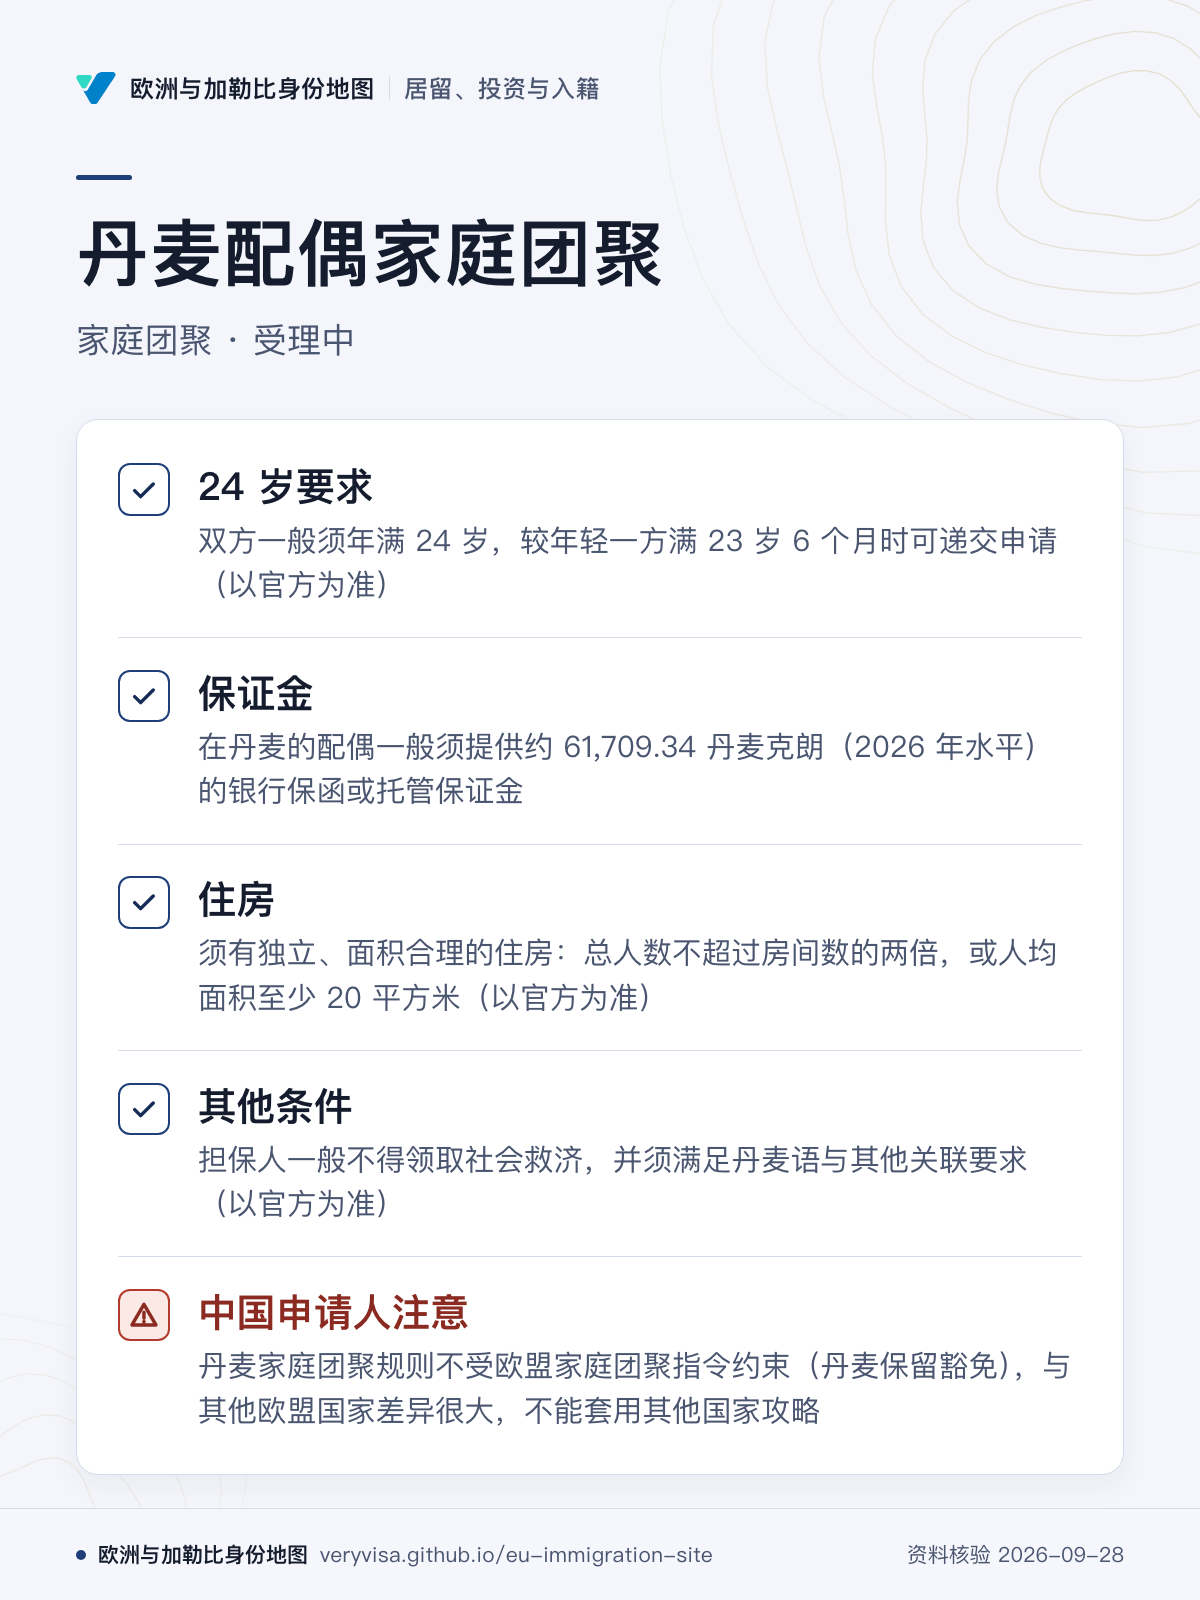 欧洲与加勒比身份地图 居留、投资与入籍
丹麦配偶家庭团聚
家庭团聚 · 受理中
24 岁要求
双方一般须年满 24 岁，较年轻一方满 23 岁 6 个月时可递交申请
（以官方为准）
保证金
在丹麦的配偶一般须提供约 61,709.34 丹麦克朗（2026 年水平）
的银行保函或托管保证金
住房
须有独立、面积合理的住房：总人数不超过房间数的两倍，或人均
面积至少 20 平方米（以官方为准）
其他条件
担保人一般不得领取社会救济，并须满足丹麦语与其他关联要求
（以官方为准）
中国申请人注意
丹麦家庭团聚规则不受欧盟家庭团聚指令约束（丹麦保留豁免），与
其他欧盟国家差异很大，不能套用其他国家攻略
欧洲与加勒比身份地图 veryvisa.github.io/eu-immigration-site 资料核验 2026-09-28